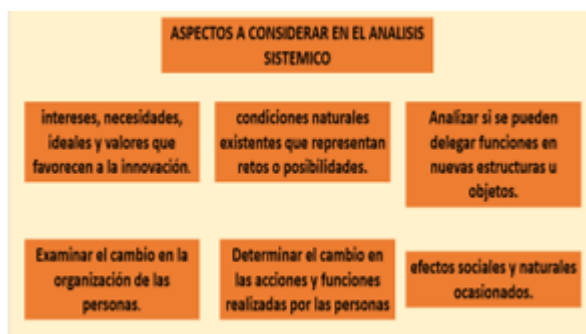 ASPECTOS A CONSIDERAR EN EL ANALISIS
SISTEMICO
intereses, necesidades,
ideales y valores que
favorecen a la innovación.
condiciones naturales
existentes que representan
retos o posibilidades.
Analizar si se pueden
delegar funciones en
nuevas estructuras u
objetos.
Examinar el cambio en la
organización de las
personas.
Determinar el cambio en
las acciones y funciones
realizadas por las personas
efectos sociales y naturales
ocasionados.